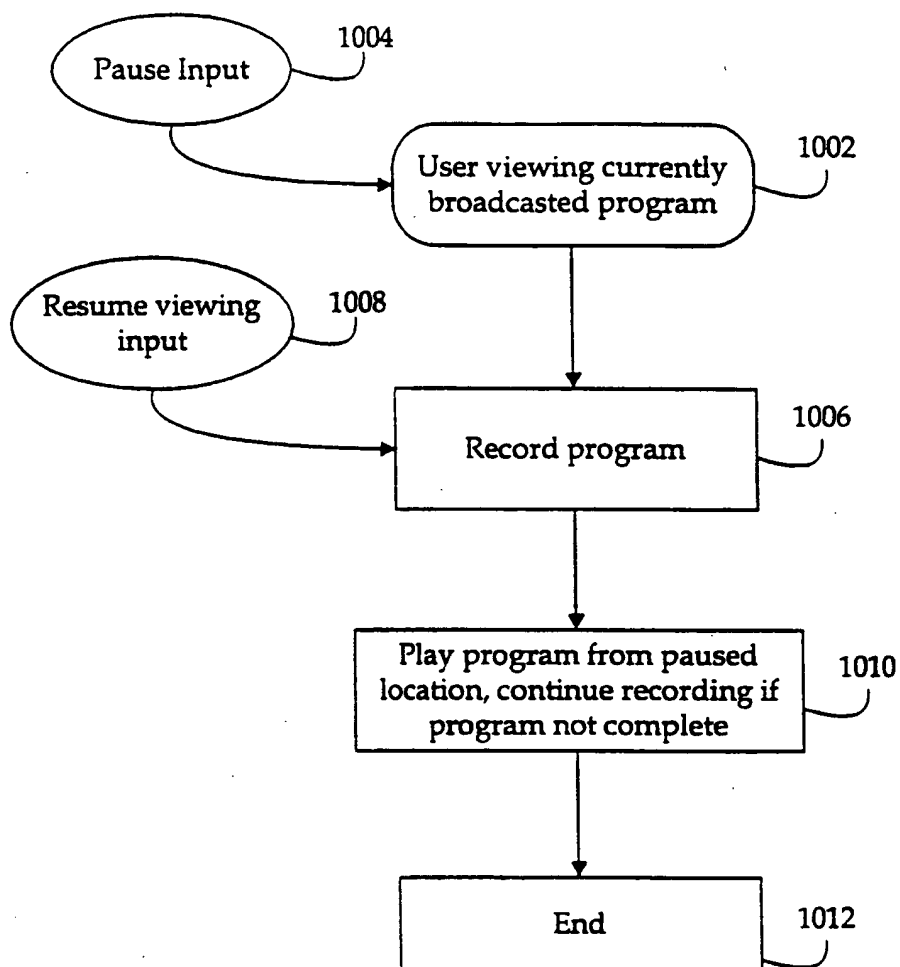 1004
Pause Input
1002
User viewing currently
broadcasted program
1008
Resume viewing
input
1006
Record program
1010
Play program from paused
location, continue recording if
program not complete
1012
End